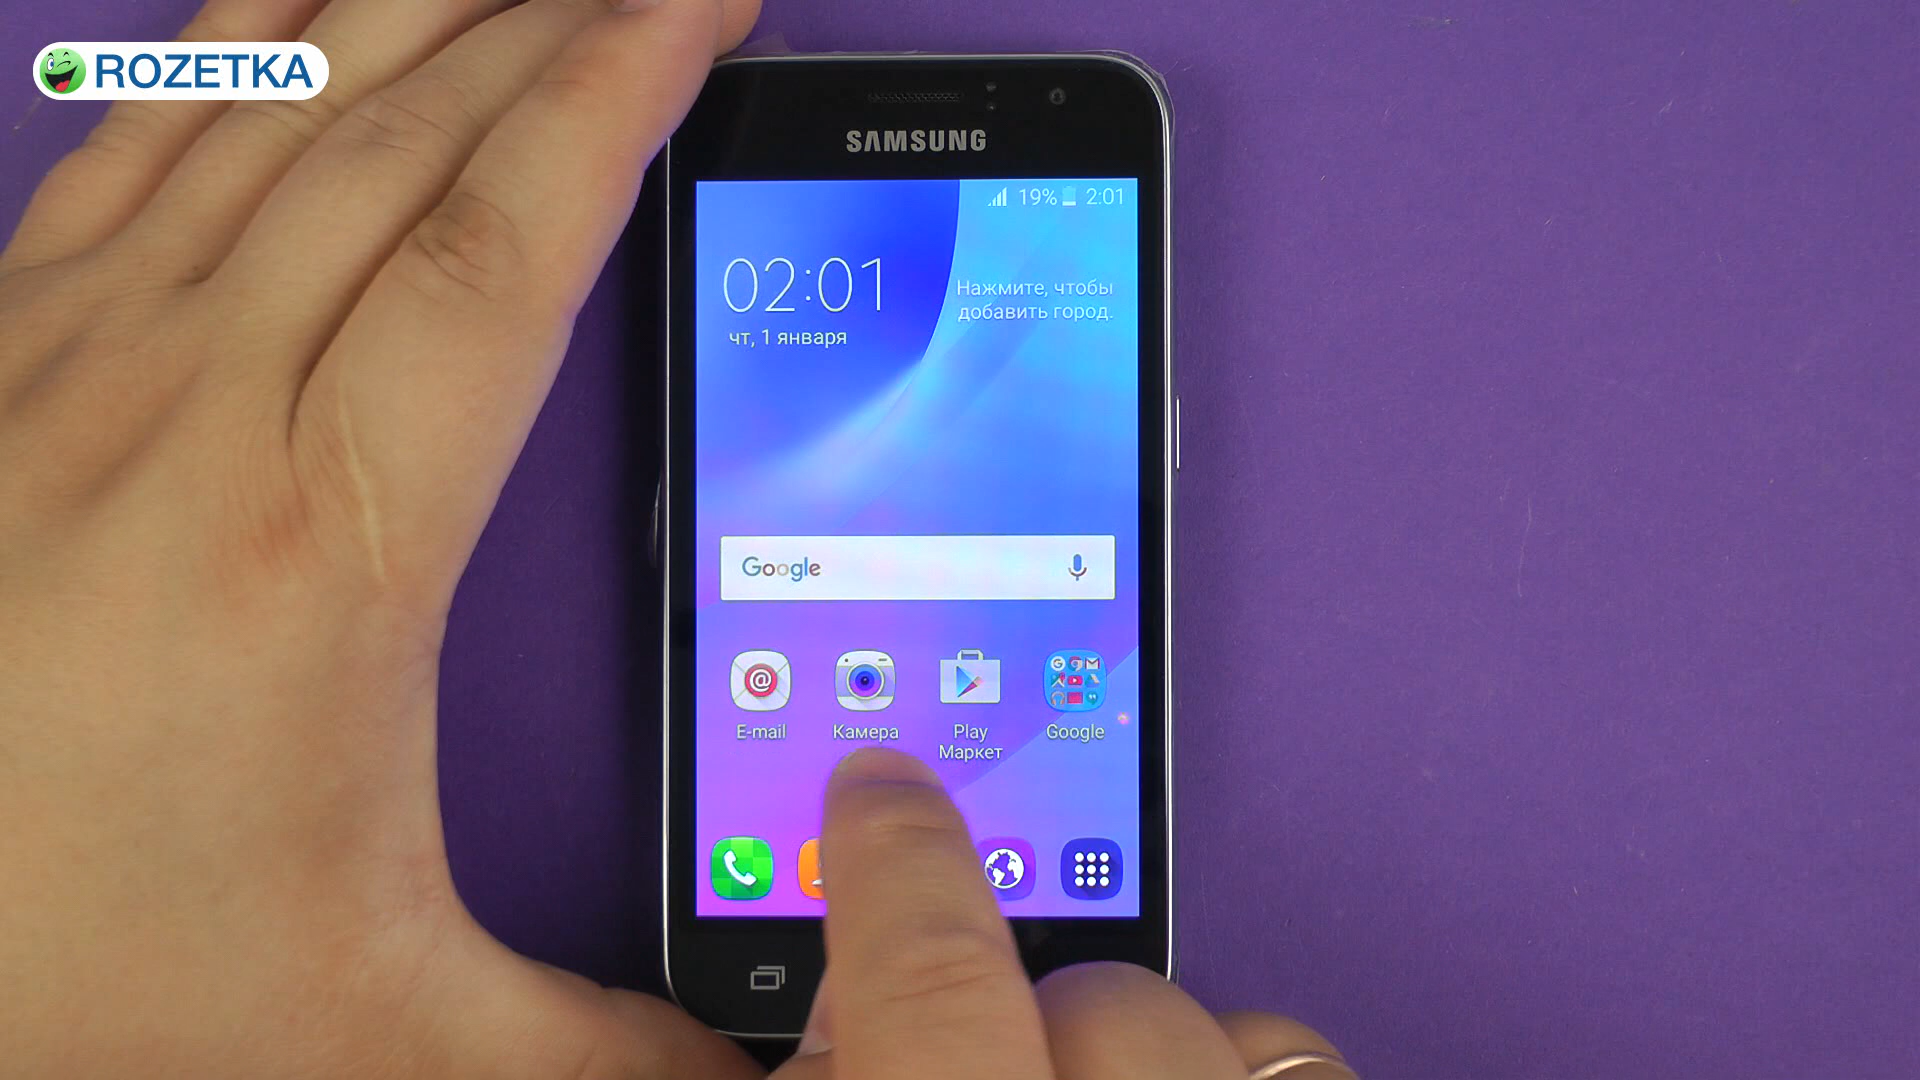 ROZETKA
SAMSUNG
19% 2:01
02:01
чт, 1 января
Нажмите, чтобы
добавить город.
Google
E-mail
Камера
Play
Маркет
Google